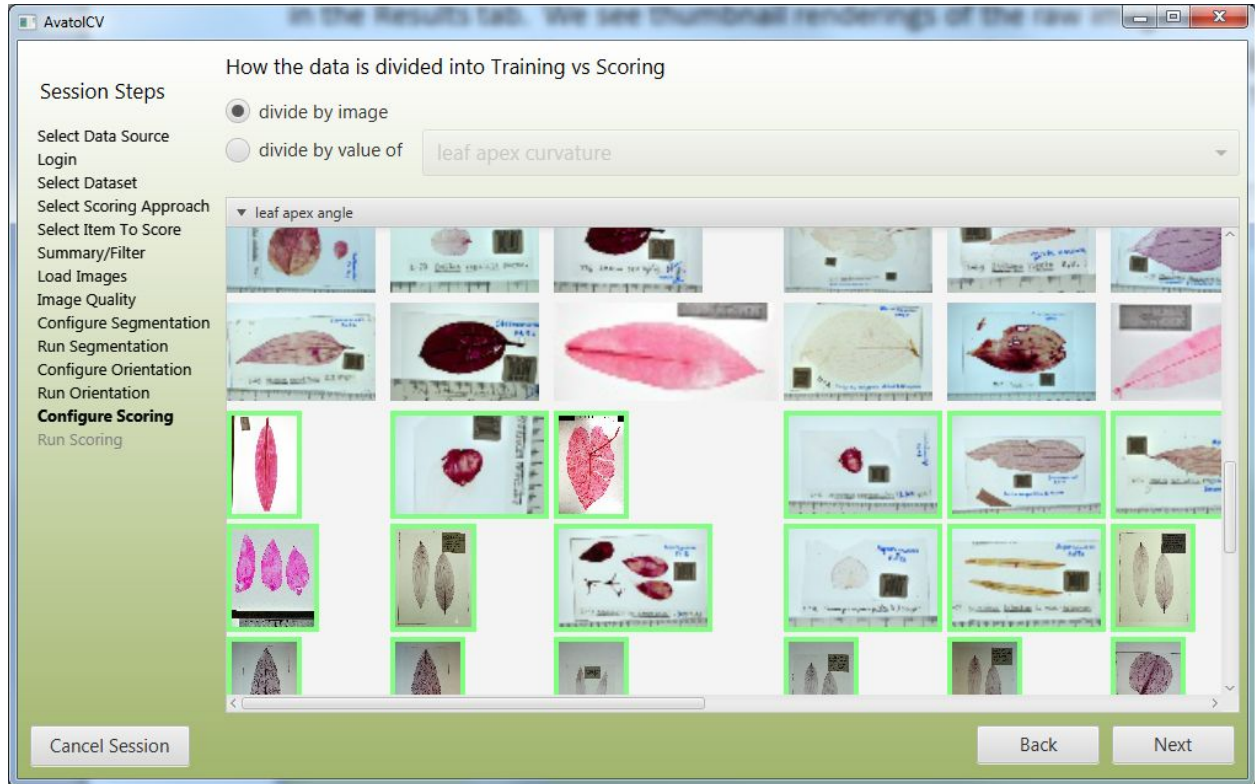 in the Results tab. We see thumbnail renderings of the raw
AvatolCV
How the data is divided into Training vs Scoring
Session Steps
divide by image
divide by value of
leaf apex curvature
Select Data Source
Login
Select Dataset
Select Scoring Approach
Select Item To Score
Summary/Filter
Load Images
Image Quality
Configure Segmentation
Run Segmentation
Configure Orientation
Run Orientation
Configure Scoring
Run Scoring
leaf apex angle
Cancel Session
Back
Next